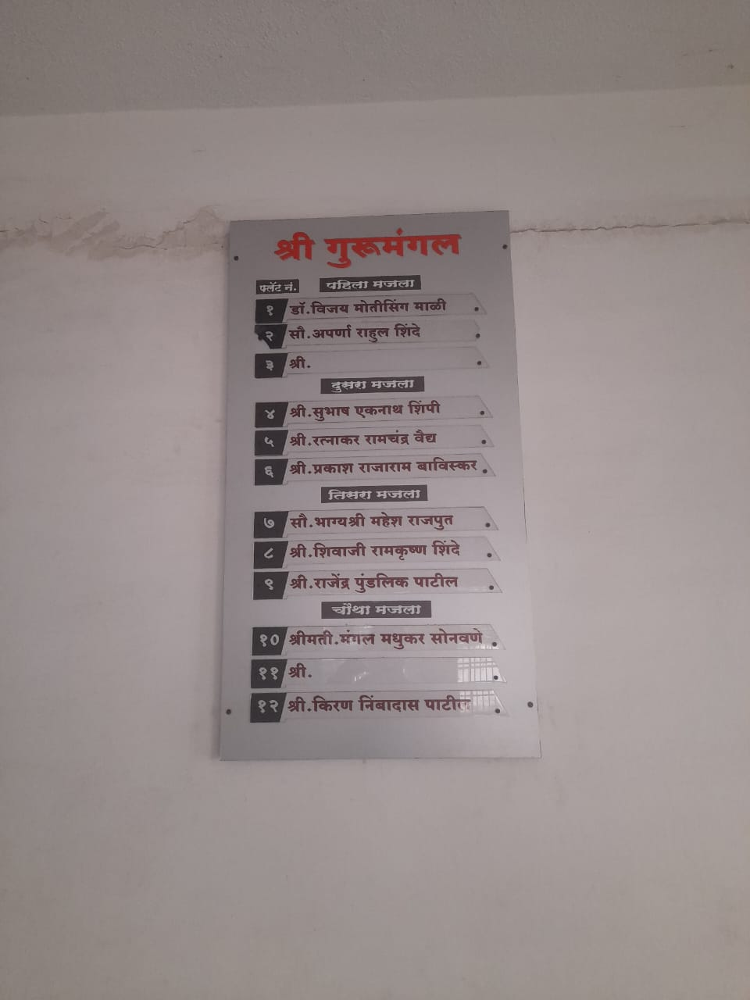 श्री गुरूमंगल
फ्लॅट नं. पहिला मजला
१ डॉ.विजय मोतीसिंग माळी
२ सौ.अपर्णा राहुल शिंदे
३ श्री.
दुसरा मजला
४ श्री.सुभाष एकनाथ शिंपी
५ श्री.रत्नाकर रामचंद्र वैद्य
६ श्री.प्रकाश राजाराम बाविस्कर
तिसरा मजला
७ सौ.भाग्यश्री महेश राजपुत
८ श्री.शिवाजी रामकृष्ण शिंदे
९ श्री.राजेंद्र पुंडलिक पाटील
चौथा मजला
१० श्रीमती.मंगल मधुकर सोनवणे
११ श्री.
१२ श्री.किरण निंबादास पाटील